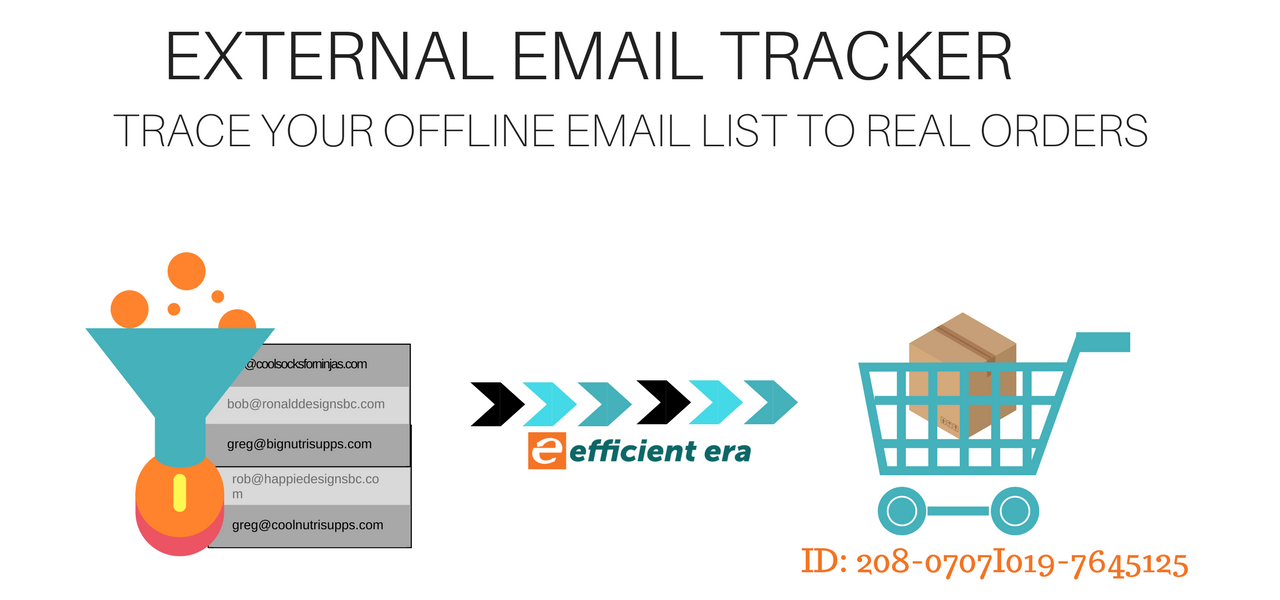 EXTERNAL EMAIL TRACKER
TRACE YOUR OFFLINE EMAIL LIST TO REAL ORDERS
@coolsocksforninjas.com
bob@ronalddesignsbc.com
greg@bignutrisupps.com
rob@happiedesignsbc.co
m
greg@coolnutrisupps.com
e efficient era
ID: 208-0707I019-7645125